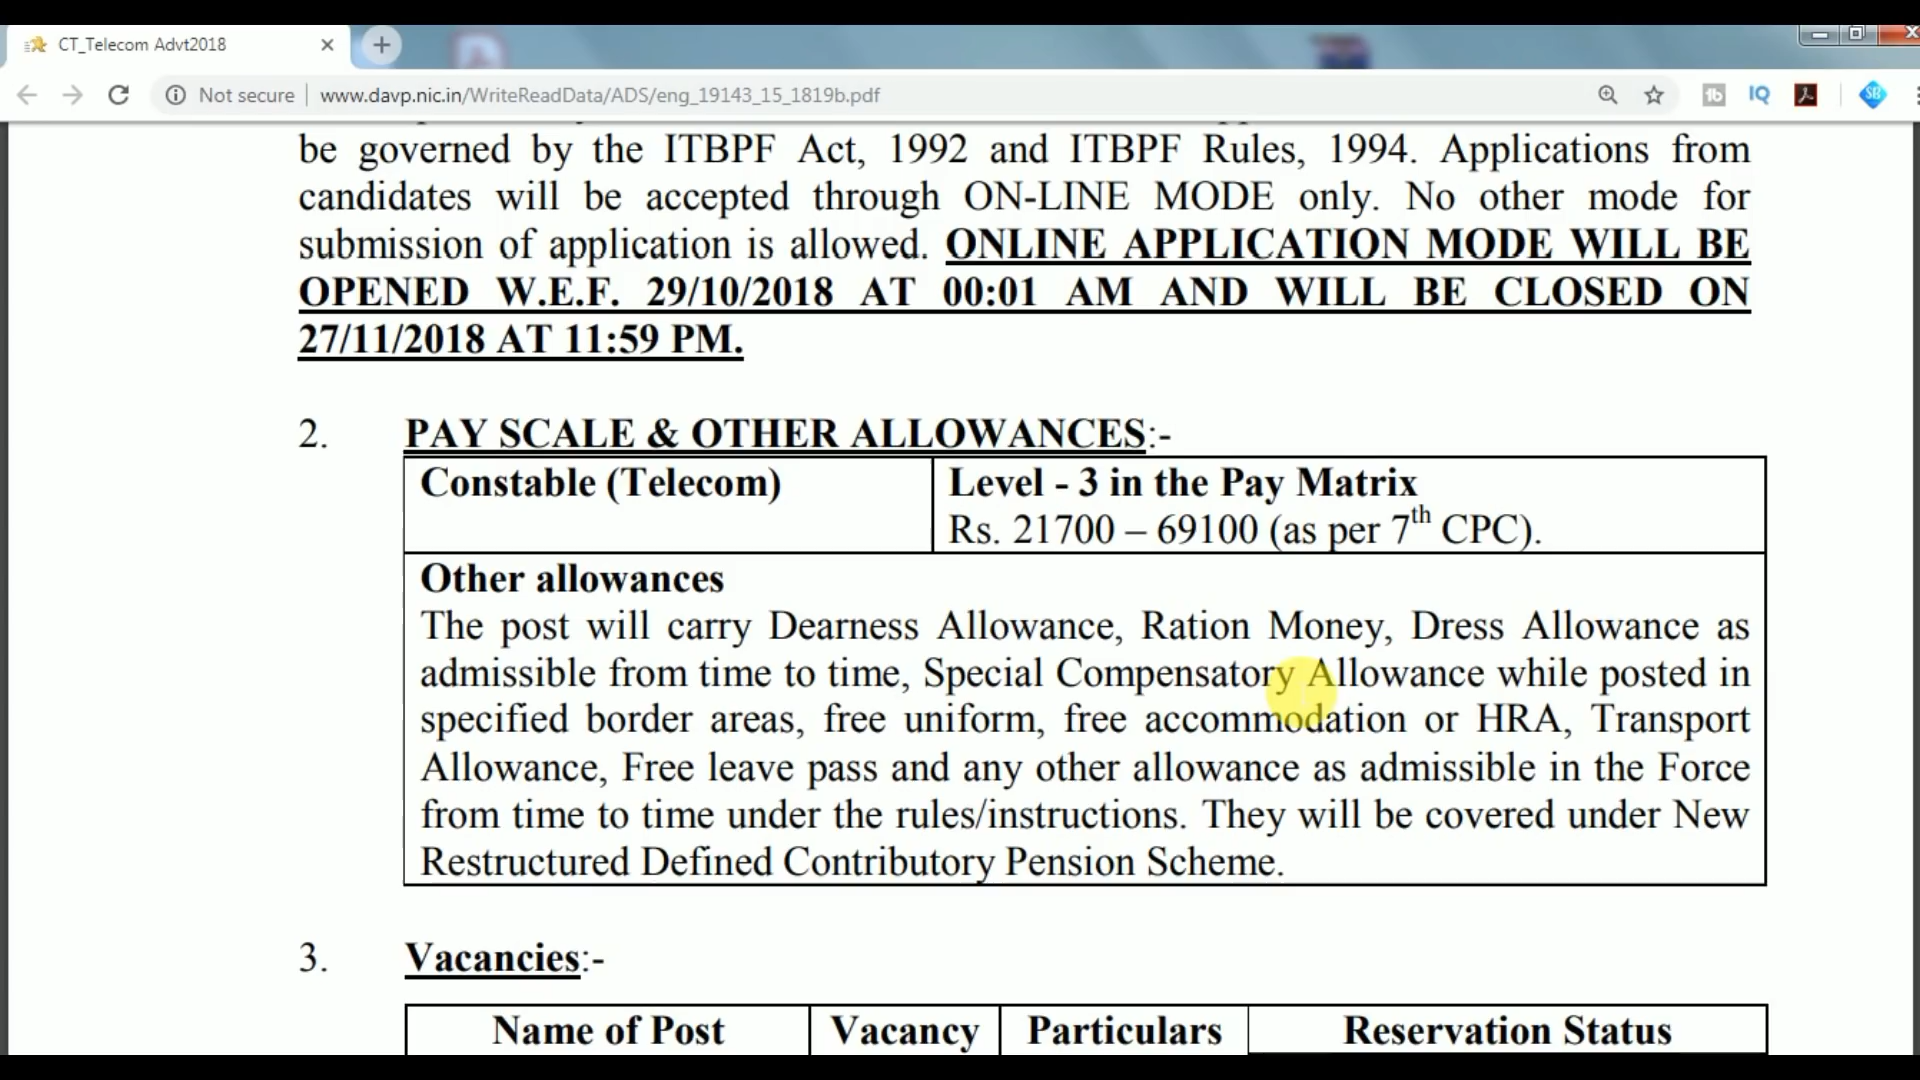 CT_Telecom Advt2018
Not secure www.davp.nic.in/WriteReadData/ADS/eng_19143_15_1819b.pdf
be governed by the ITBPF Act, 1992 and ITBPF Rules, 1994. Applications from
candidates will be accepted through ON-LINE MODE only. No other mode for
submission of application is allowed. ONLINE APPLICATION MODE WILL BE
OPENED W.E.F. 29/10/2018 AT 00:01 AM AND WILL BE CLOSED ON
27/11/2018 AT 11:59 PM.
2. PAY SCALE & OTHER ALLOWANCES:-
Constable (Telecom) Level - 3 in the Pay Matrix
Rs. 21700 – 69100 (as per 7th CPC).
Other allowances
The post will carry Dearness Allowance, Ration Money, Dress Allowance as
admissible from time to time, Special Compensatory Allowance while posted in
specified border areas, free uniform, free accommodation or HRA, Transport
Allowance, Free leave pass and any other allowance as admissible in the Force
from time to time under the rules/instructions. They will be covered under New
Restructured Defined Contributory Pension Scheme.
3. Vacancies:-
Name of Post Vacancy Particulars Reservation Status